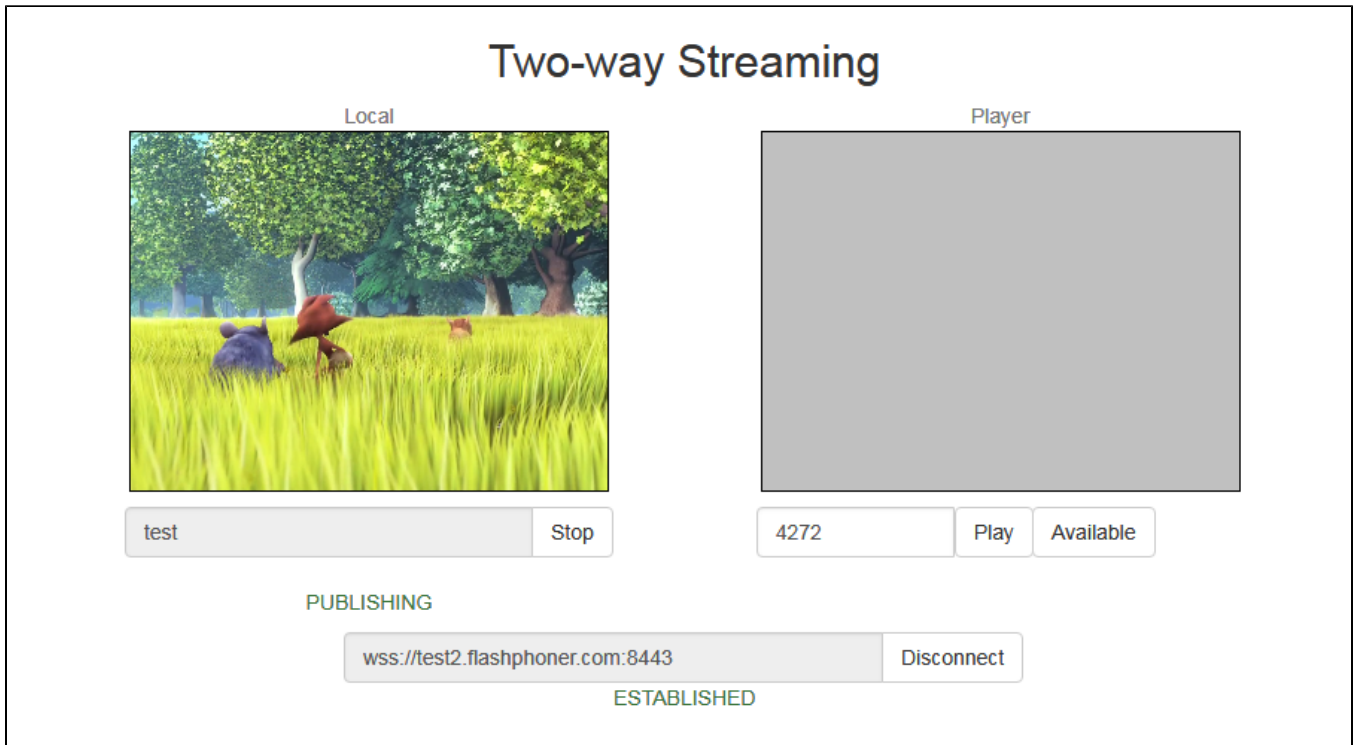 Two-way Streaming
Local
Player
test
Stop
4272
Play
Available
PUBLISHING
wss://test2.flashphoner.com:8443
Disconnect
ESTABLISHED